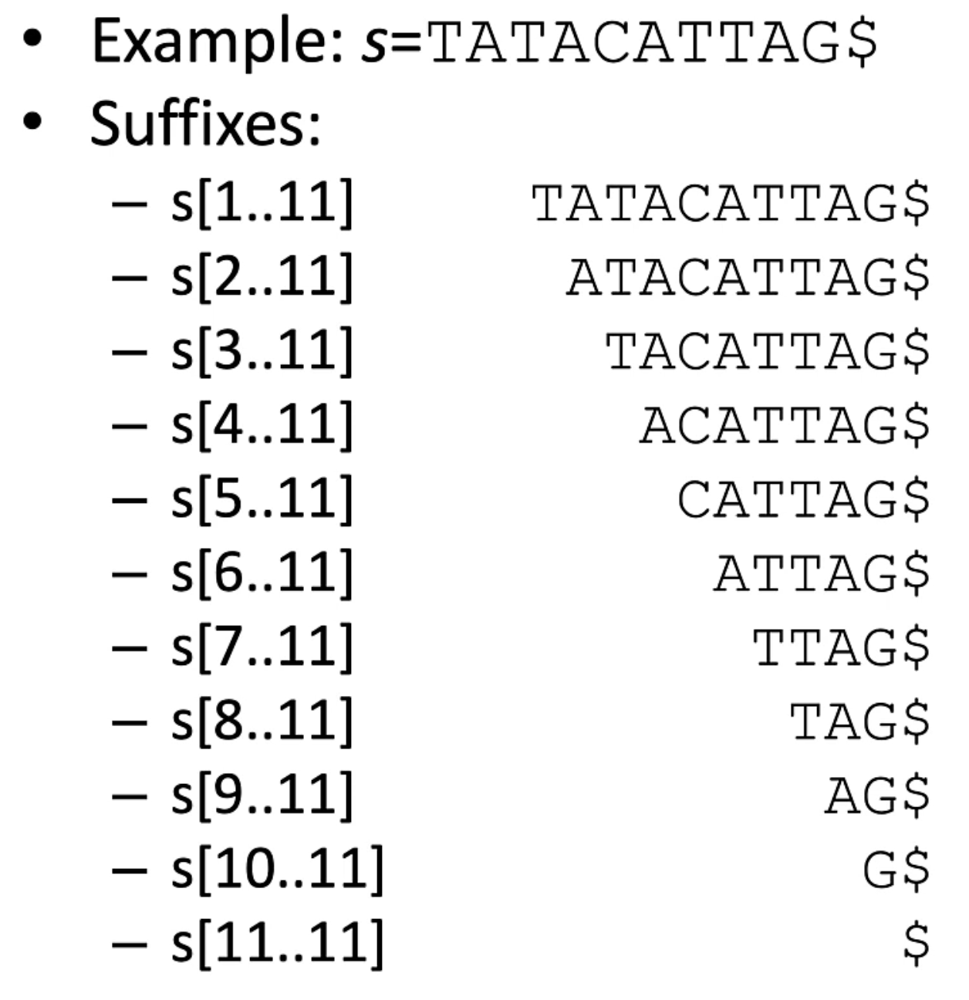 • Example: s=TATACATTAG$
• Suffixes:
– s[1..11] TATACATTAG$
– s[2..11] ATACATTAG$
– s[3..11] TACATTAG$
– s[4..11] ACATTAG$
– s[5..11] CATTAG$
– s[6..11] ATTAG$
– s[7..11] TTAG$
– s[8..11] TAG$
– s[9..11] AG$
– s[10..11] G$
– s[11..11] $